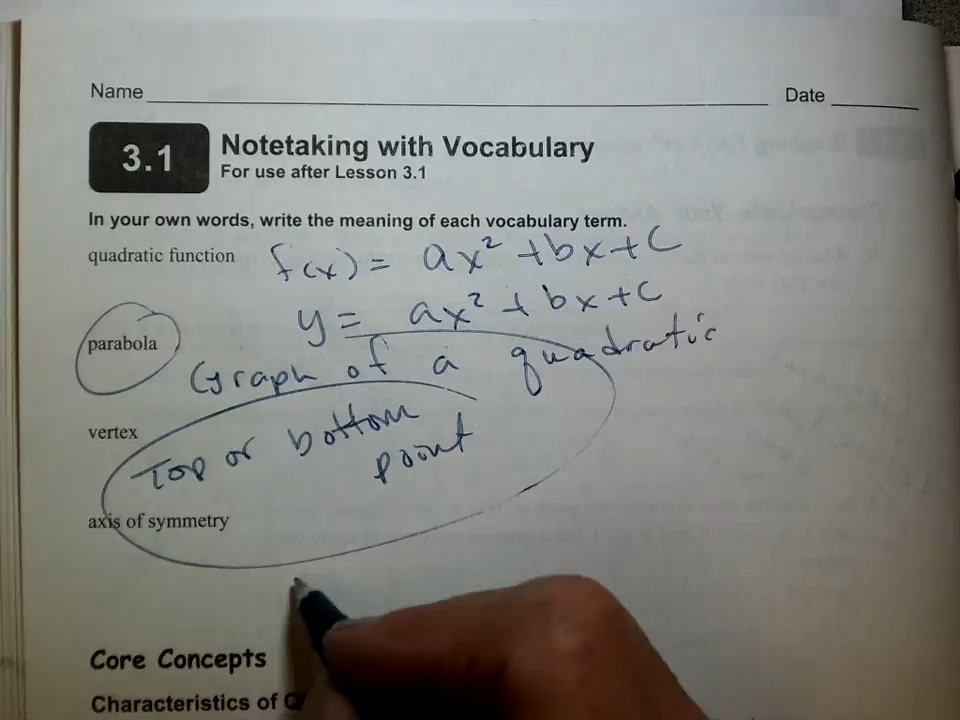 Name Date
3.1 Notetaking with Vocabulary
For use after Lesson 3.1
In your own words, write the meaning of each vocabulary term.
quadratic function f(x) = ax² + bx + c
y = ax² + bx + c
parabola
Graph of a quadratic
vertex
Top or bottom
point
axis of symmetry
Core Concepts
Characteristics of